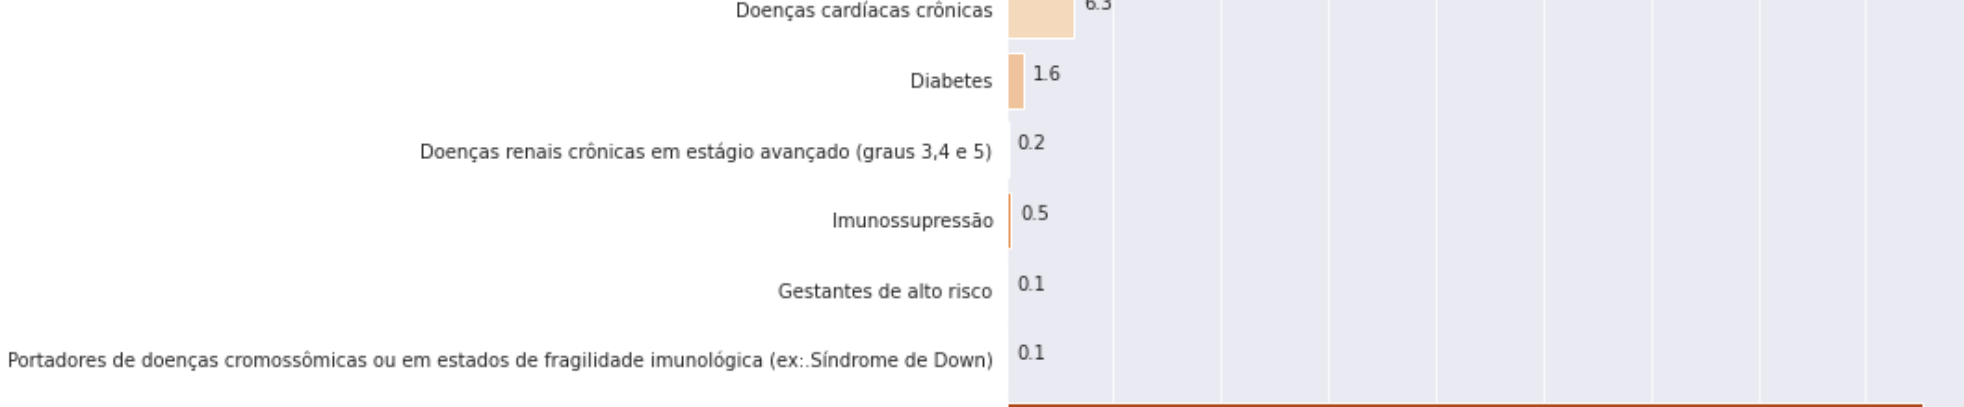 Doenças cardíacas crônicas 6.3
Diabetes 1.6
Doenças renais crônicas em estágio avançado (graus 3,4 e 5) 0.2
Imunossupressão 0.5
Gestantes de alto risco 0.1
Portadores de doenças cromossômicas ou em estados de fragilidade imunológica (ex:.Síndrome de Down) 0.1